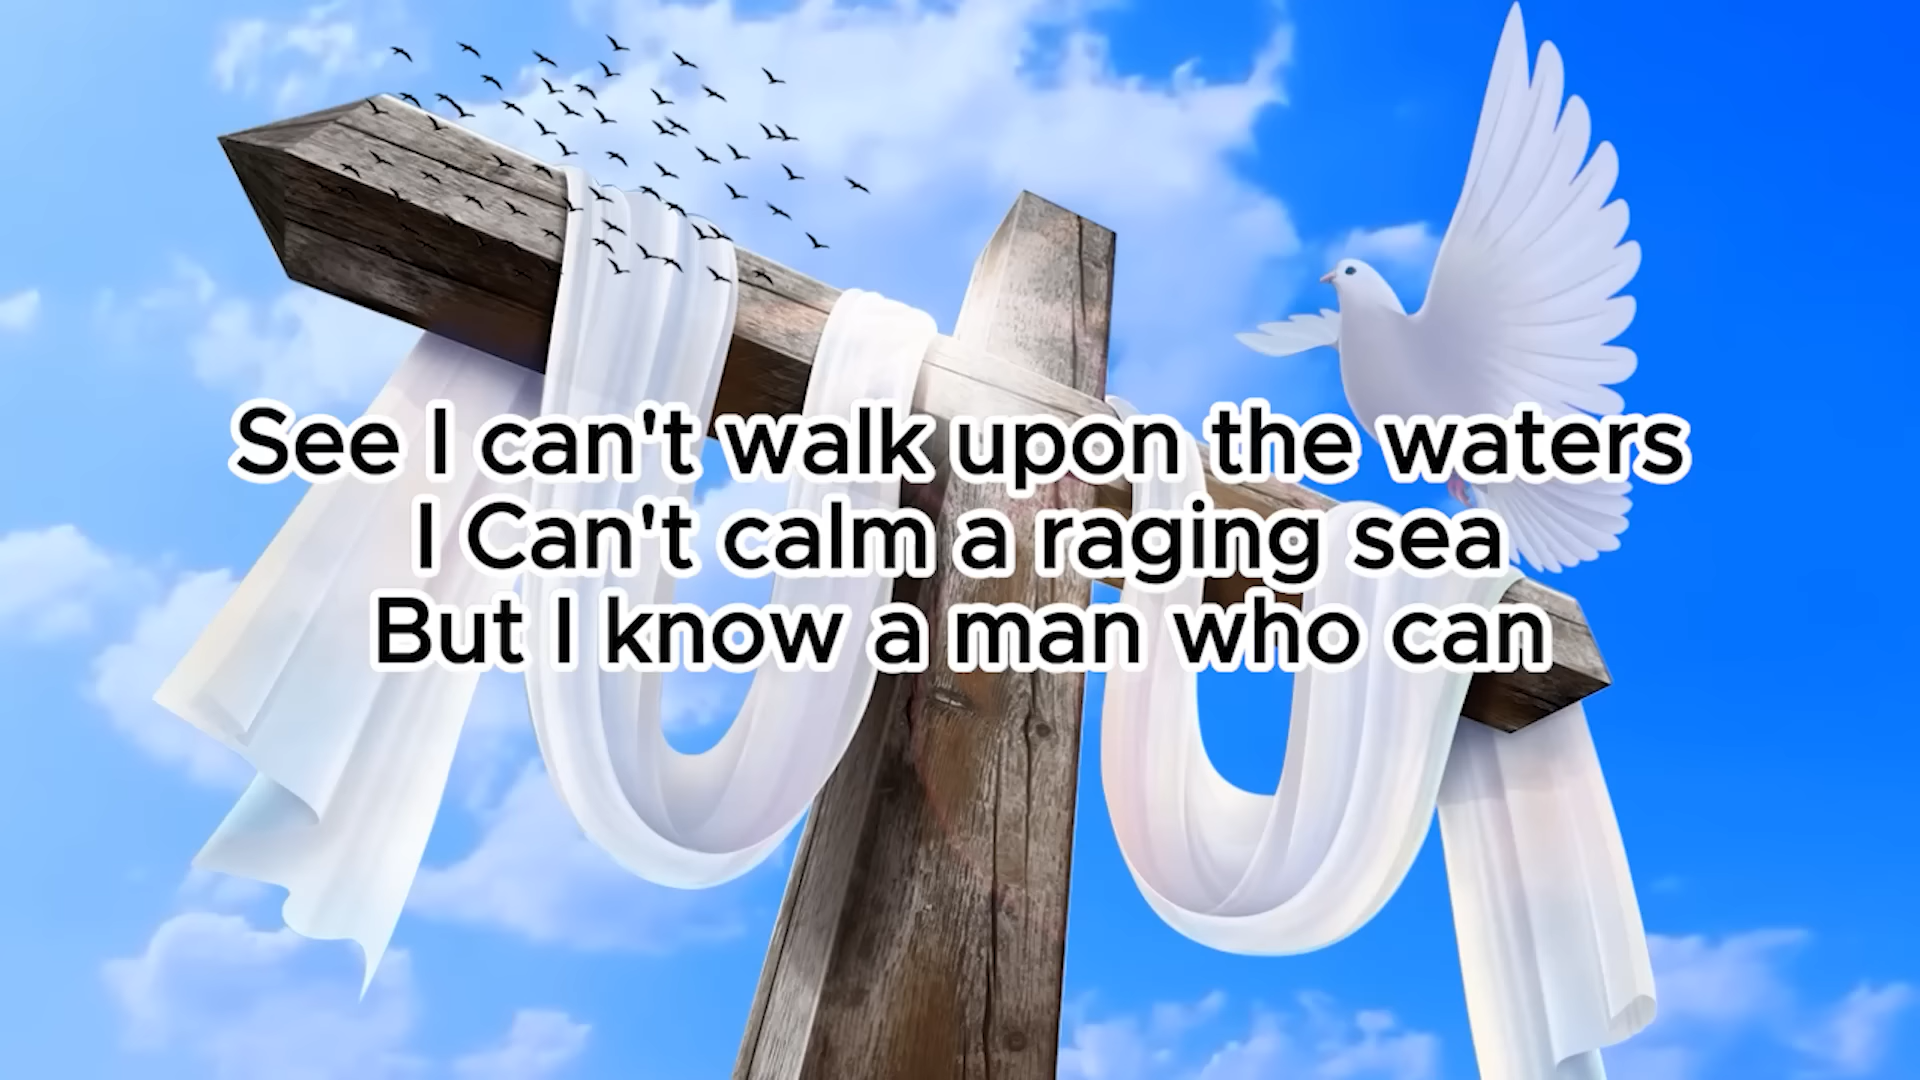 See I can't walk upon the waters
I Can't calm a raging sea
But I know a man who can